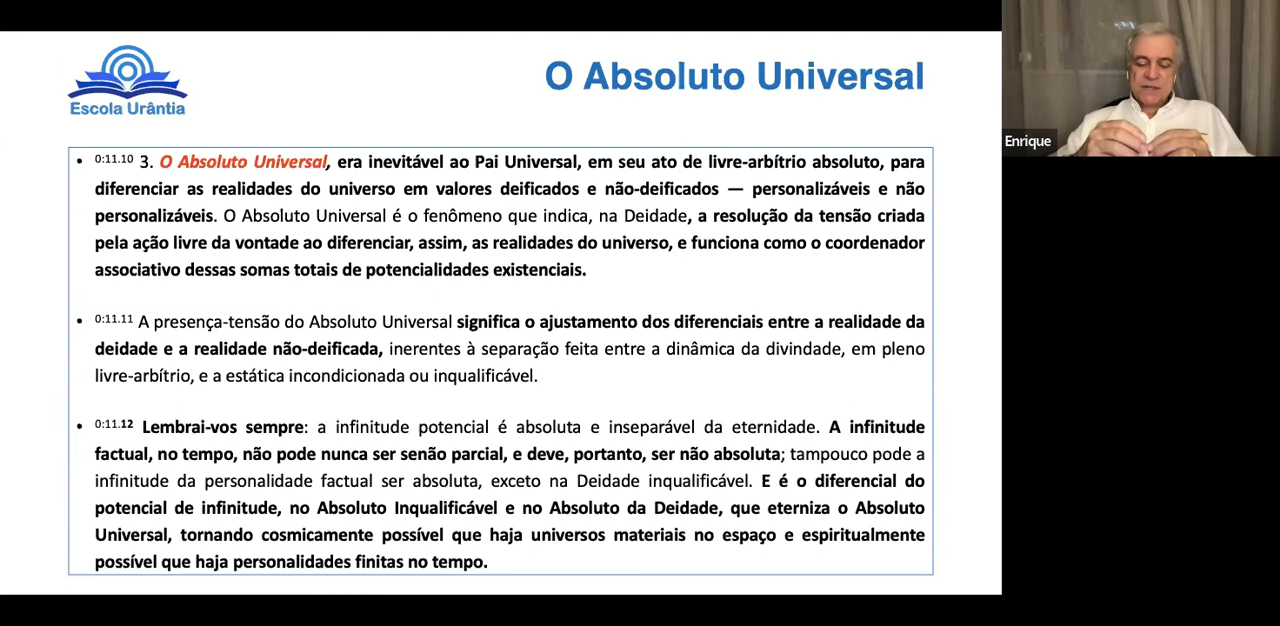 Escola Urântia
O Absoluto Universal
Enrique
• 0:11.10 3. O Absoluto Universal, era inevitável ao Pai Universal, em seu ato de livre-arbítrio absoluto, para
diferenciar as realidades do universo em valores deificados e não-deificados — personalizáveis e não
personalizáveis. O Absoluto Universal é o fenômeno que indica, na Deidade, a resolução da tensão criada
pela ação livre da vontade ao diferenciar, assim, as realidades do universo, e funciona como o coordenador
associativo dessas somas totais de potencialidades existenciais.
• 0:11.11 A presença-tensão do Absoluto Universal significa o ajustamento dos diferenciais entre a realidade da
deidade e a realidade não-deificada, inerentes à separação feita entre a dinâmica da divindade, em pleno
livre-arbítrio, e a estática incondicionada ou inqualificável.
• 0:11.12 Lembrai-vos sempre: a infinitude potencial é absoluta e inseparável da eternidade. A infinitude
factual, no tempo, não pode nunca ser senão parcial, e deve, portanto, ser não absoluta; tampouco pode a
infinitude da personalidade factual ser absoluta, exceto na Deidade inqualificável. E é o diferencial do
potencial de infinitude, no Absoluto Inqualificável e no Absoluto da Deidade, que eterniza o Absoluto
Universal, tornando cosmicamente possível que haja universos materiais no espaço e espiritualmente
possível que haja personalidades finitas no tempo.